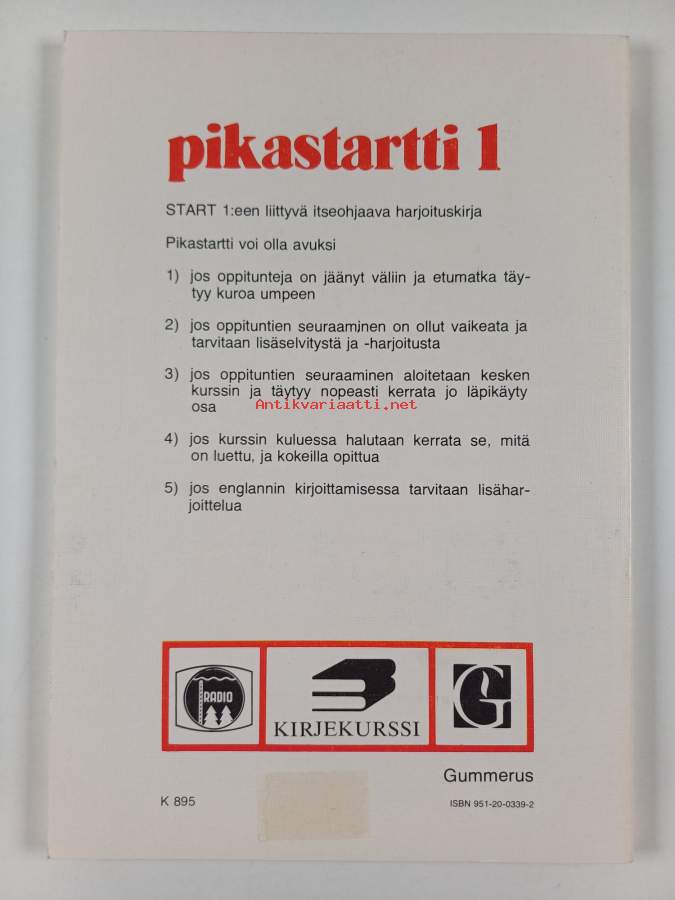 pikastartti 1
START 1:een liittyvä itseohjaava harjoituskirja
Pikastartti voi olla avuksi
1) jos oppitunteja on jäänyt väliin ja etumatka täy-
tyy kuroa umpeen
2) jos oppituntien seuraaminen on ollut vaikeata ja
tarvitaan lisäselvitystä ja -harjoitusta
3) jos oppituntien seuraaminen aloitetaan kesken
kurssin ja täytyy nopeasti kerrata jo läpikäyty
osa
Antikvariaatti.net
4) jos kurssin kuluessa halutaan kerrata se, mitä
on luettu, ja kokeilla opittua
5) jos englannin kirjoittamisessa tarvitaan lisähar-
joittelua
RADIO
KIRJEKURSSI
G
Gummerus
K 895
ISBN 951-20-0339-2